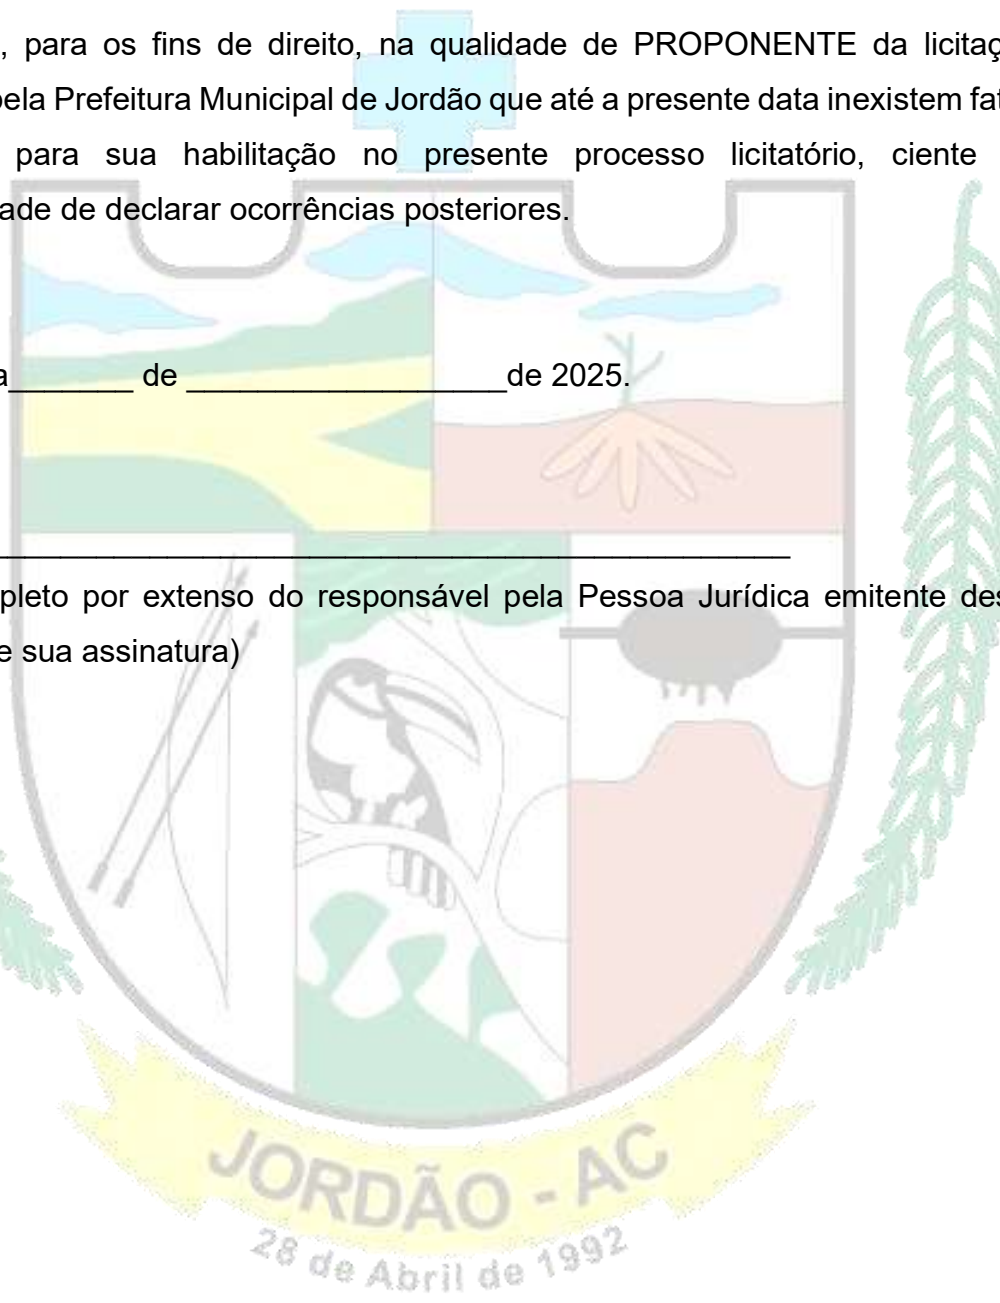 , para os fins de direito, na qualidade de PROPONENTE da licitaç
pela Prefeitura Municipal de Jordão que até a presente data inexistem fat
para sua habilitação no presente processo licitatório, ciente
ade de declarar ocorrências posteriores.
a_______ de __________________de 2025.
____________________________________________
pleto por extenso do responsável pela Pessoa Jurídica emitente des
e sua assinatura)
JORDÃO - AC
28 de Abril de 1992